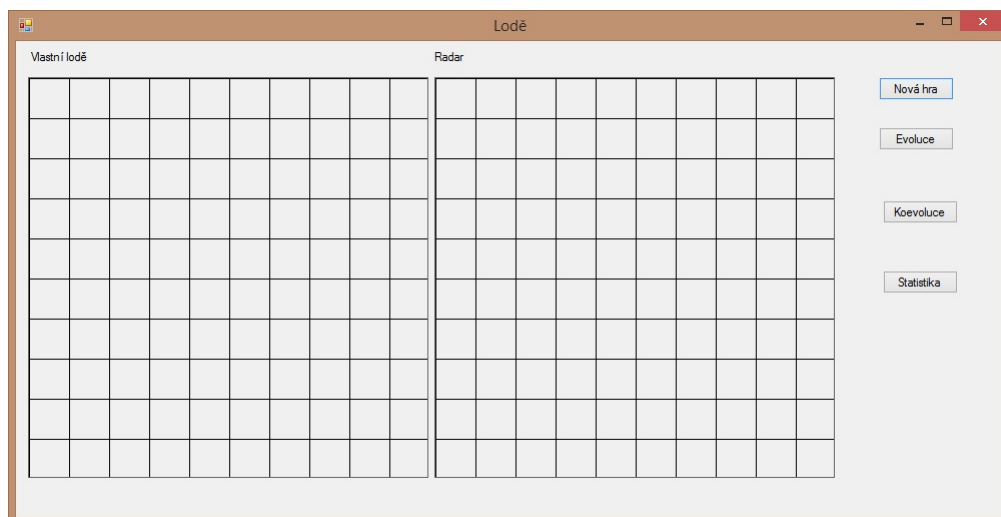 Lodě
Vlastní lodě
Radar
Nová hra
Evoluce
Koevoluce
Statistika